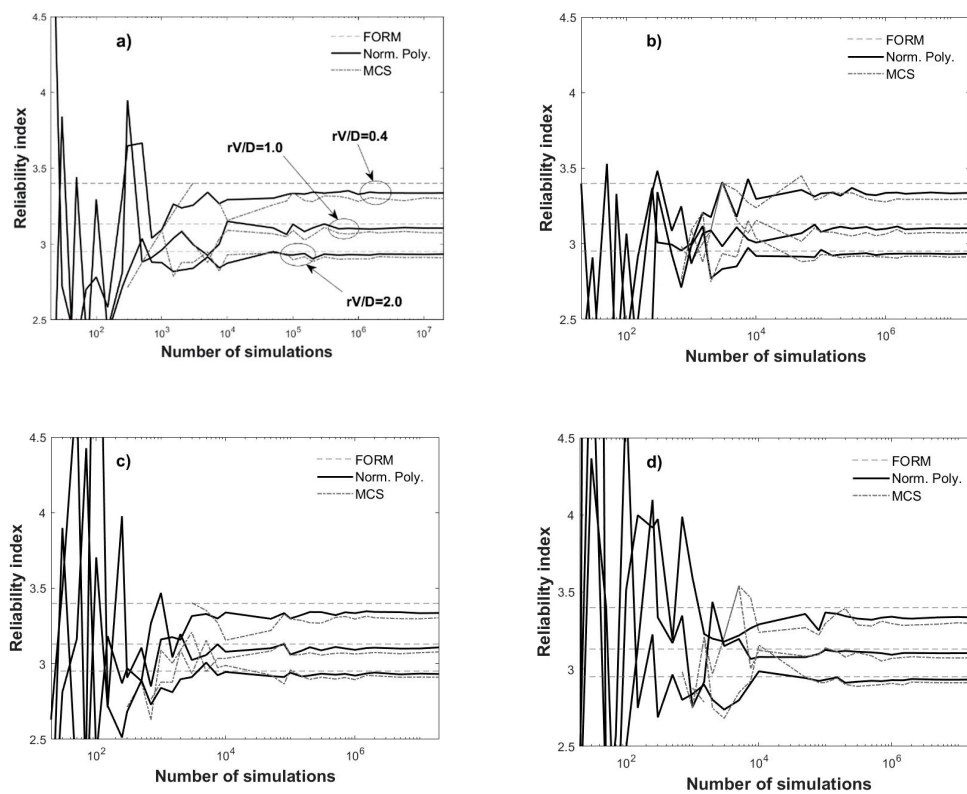 a)
FORM
Norm. Poly.
MCS
rV/D=0.4
rV/D=1.0
rV/D=2.0
4.5
4
3.5
3
2.5
Reliability index
10^2
10^3
10^4
10^5
10^6
10^7
Number of simulations
b)
FORM
Norm. Poly.
MCS
4.5
4
3.5
3
2.5
Reliability index
10^2
10^4
10^6
Number of simulations
c)
FORM
Norm. Poly.
MCS
4.5
4
3.5
3
2.5
Reliability index
10^2
10^4
10^6
Number of simulations
d)
FORM
Norm. Poly.
MCS
4.5
4
3.5
3
2.5
Reliability index
10^2
10^4
10^6
Number of simulations